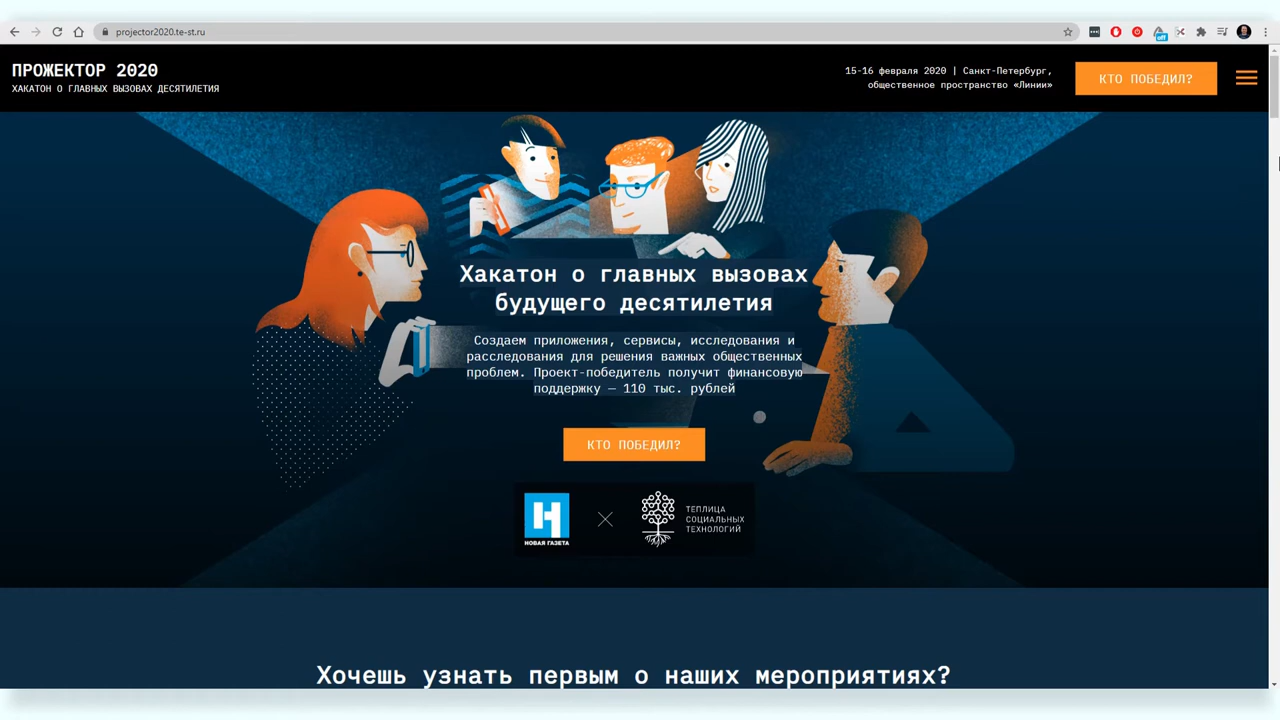 projector2020.te-st.ru
off
ПРОЖЕКТОР 2020
ХАКАТОН О ГЛАВНЫХ ВЫЗОВАХ ДЕСЯТИЛЕТИЯ
15-16 февраля 2020 | Санкт-Петербург,
общественное пространство «Линии»
КТО ПОБЕДИЛ?
Хакатон о главных вызовах
будущего десятилетия
Создаем приложения, сервисы, исследования и
расследования для решения важных общественных
проблем. Проект-победитель получит финансовую
поддержку — 110 тыс. рублей
КТО ПОБЕДИЛ?
Н
НОВАЯ ГАЗЕТА
ТЕПЛИЦА
СОЦИАЛЬНЫХ
ТЕХНОЛОГИЙ
Хочешь узнать первым о наших мероприятиях?